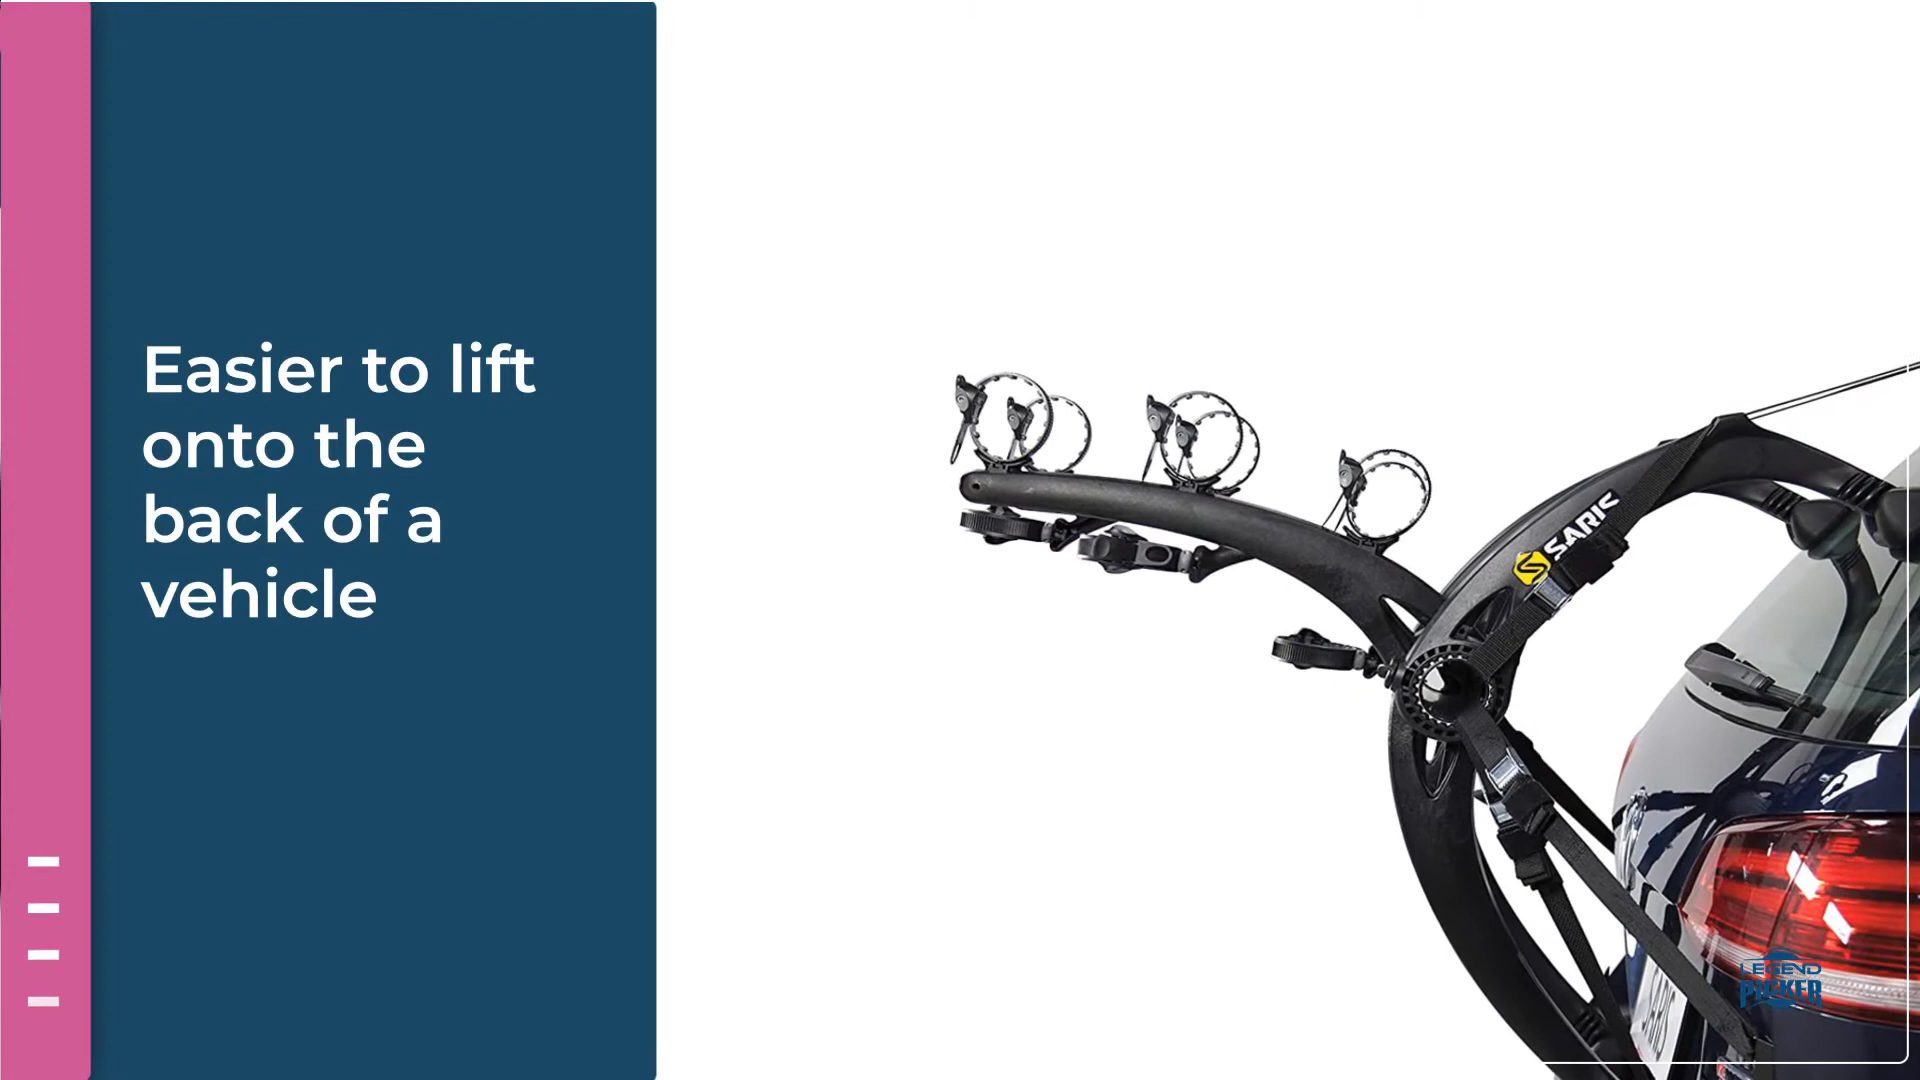 Easier to lift
onto the
back of a
vehicle
SARIS
LEGEND
PICKER